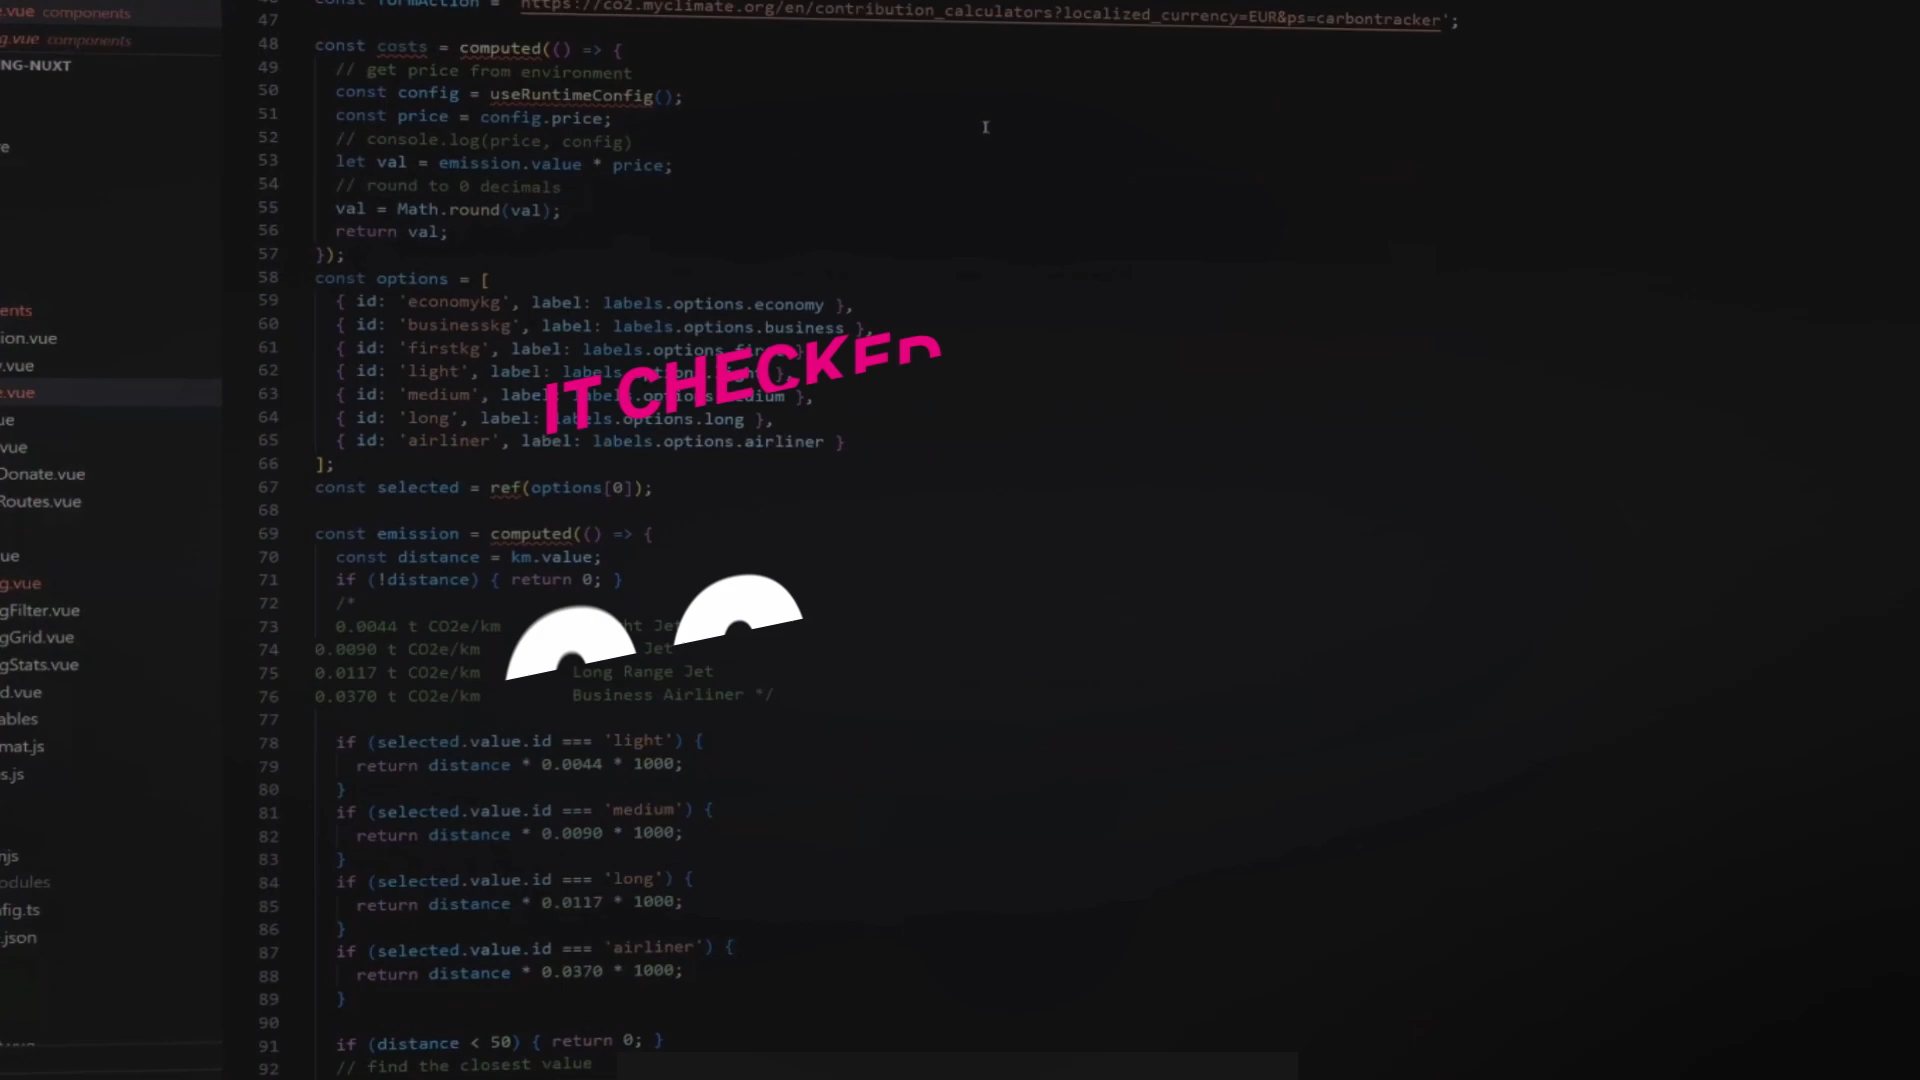 e.vue components
g.vue components
NG-NUXT
ents
ion.vue
.vue
e.vue
ue
.vue
Donate.vue
Routes.vue
ue
g.vue
gFilter.vue
gGrid.vue
gStats.vue
d.vue
ables
mat.js
s.js
js
odules
fig.ts
.json
47 https://co2.myclimate.org/en/contribution_calculators?localized_currency=EUR&ps=carbontracker';
48 const costs = computed(() => {
49 // get price from environment
50 const config = useRuntimeConfig();
51 const price = config.price;
52 // console.log(price, config)
53 let val = emission.value * price;
54 // round to 0 decimals
55 val = Math.round(val);
56 return val;
57 });
58 const options = [
59 { id: 'economykg', label: labels.options.economy },
60 { id: 'businesskg', label: labels.options.business },
61 { id: 'firstkg', label: labels.options
62 { id: 'light', label:
63 { id: 'medium',
64 { id: 'long', label: labels.options.long },
65 { id: 'airliner', label: labels.options.airliner }
66 ];
67 const selected = ref(options[0]);
68
69 const emission = computed(() => {
70 const distance = km.value;
71 if (!distance) { return 0; }
72 /*
73 0.0044 t CO2e/km
74 0.0090 t CO2e/km Jet
75 0.0117 t CO2e/km Long Range Jet
76 0.0370 t CO2e/km Business Airliner */
77
78 if (selected.value.id === 'light') {
79 return distance * 0.0044 * 1000;
80 }
81 if (selected.value.id === 'medium') {
82 return distance * 0.0090 * 1000;
83 }
84 if (selected.value.id === 'long') {
85 return distance * 0.0117 * 1000;
86 }
87 if (selected.value.id === 'airliner') {
88 return distance * 0.0370 * 1000;
89 }
90
91 if (distance < 50) { return 0; }
92 // find the closest value
IT CHECKED